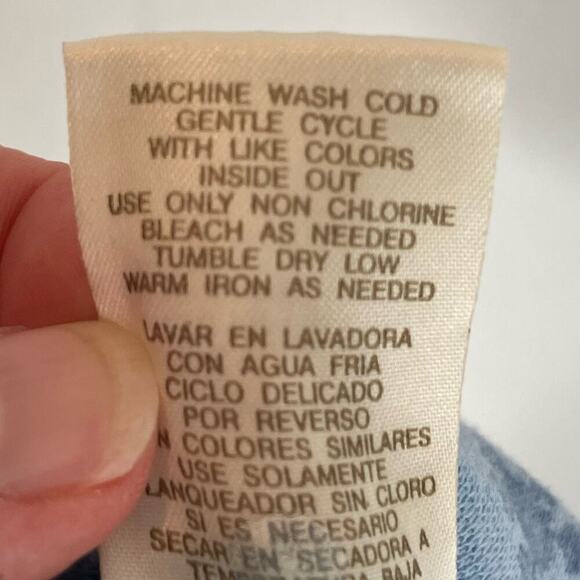 MACHINE WASH COLD
GENTLE CYCLE
WITH LIKE COLORS
INSIDE OUT
USE ONLY NON CHLORINE
BLEACH AS NEEDED
TUMBLE DRY LOW
WARM IRON AS NEEDED
LAVAR EN LAVADORA
CON AGUA FRIA
CICLO DELICADO
POR REVERSO
COLORES SIMILARES
USE SOLAMENTE
LANQUEADOR SIN CLORO
SI ES NECESARIO
SECAR EN SECADORA A
BAJA